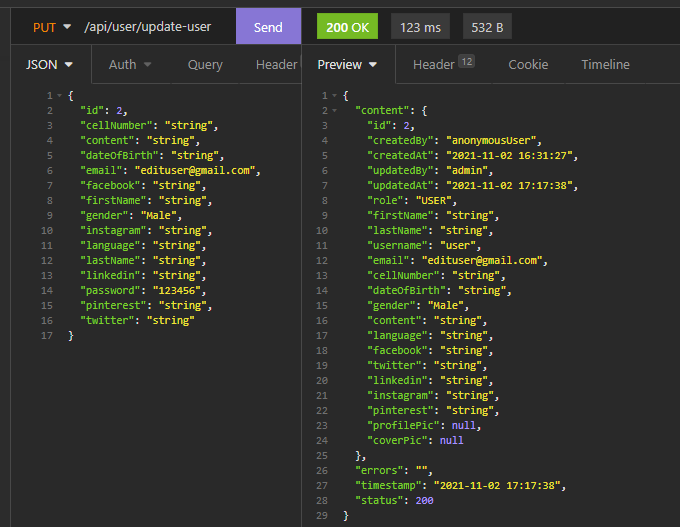 PUT /api/user/update-user Send 200 OK 123 ms 532 B
JSON Auth Query Header Preview Header 12 Cookie Timeline
1 {
2 "id": 2,
3 "cellNumber": "string",
4 "content": "string",
5 "dateOfBirth": "string",
6 "email": "edituser@gmail.com",
7 "facebook": "string",
8 "firstName": "string",
9 "gender": "Male",
10 "instagram": "string",
11 "language": "string",
12 "lastName": "string",
13 "linkedin": "string",
14 "password": "123456",
15 "pinterest": "string",
16 "twitter": "string"
17 }
1 {
2 "content": {
3 "id": 2,
4 "createdBy": "anonymousUser",
5 "createdAt": "2021-11-02 16:31:27",
6 "updatedBy": "admin",
7 "updatedAt": "2021-11-02 17:17:38",
8 "role": "USER",
9 "firstName": "string",
10 "lastName": "string",
11 "username": "user",
12 "email": "edituser@gmail.com",
13 "cellNumber": "string",
14 "dateOfBirth": "string",
15 "gender": "Male",
16 "content": "string",
17 "language": "string",
18 "facebook": "string",
19 "twitter": "string",
20 "linkedin": "string",
21 "instagram": "string",
22 "pinterest": "string",
23 "profilePic": null,
24 "coverPic": null
25 },
26 "errors": "",
27 "timestamp": "2021-11-02 17:17:38",
28 "status": 200
29 }